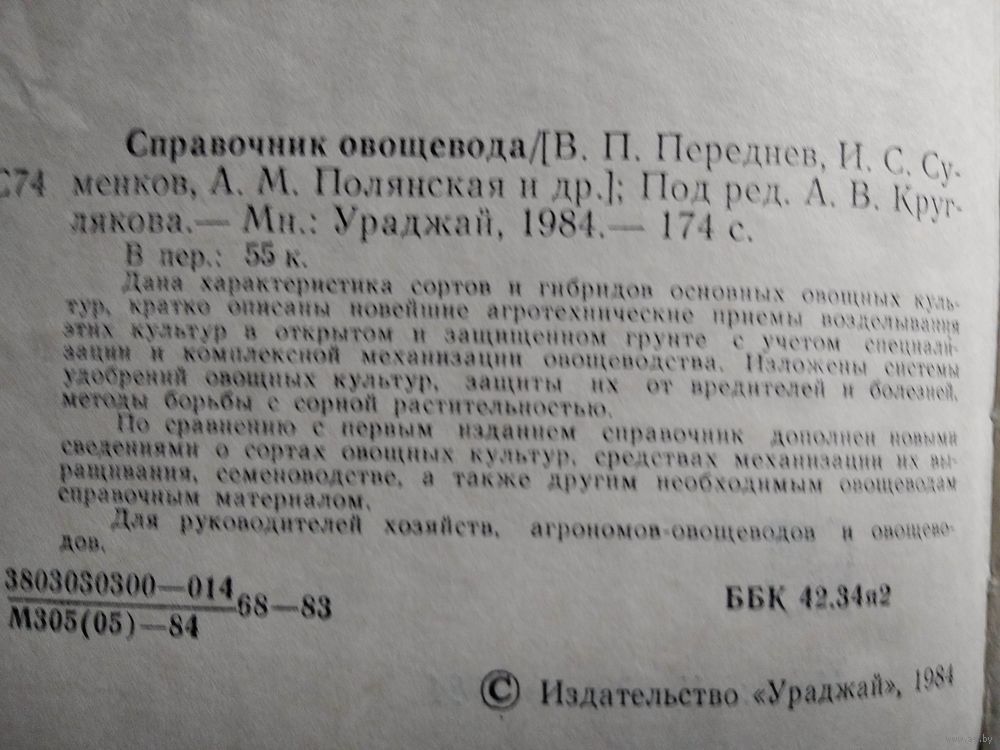 Справочник овощевода/[В. П. Переднев, И. С. Су-
С74 менков, А. М. Полянская и др.]; Под ред. А. В. Круг-
лякова.— Мн.: Ураджай, 1984.— 174 с.
В пер.: 55 к.
Дана характеристика сортов и гибридов основных овощных куль-
тур, кратко описаны новейшие агротехнические приемы возделывания
этих культур в открытом и защищенном грунте с учетом специали-
зации и комплексной механизации овощеводства. Изложены системы
удобрений овощных культур, защиты их от вредителей и болезней,
методы борьбы с сорной растительностью.
По сравнению с первым изданием справочник дополнен новыми
сведениями о сортах овощных культур, средствах механизации их вы-
ращивания, семеноводстве, а также другим необходимым овощеводам
справочным материалом.
Для руководителей хозяйств, агрономов-овощеводов и овощево-
дов.
3803030300—014
М305(05)—84
68—83
ББК 42.34я2
© Издательство «Ураджай», 1984